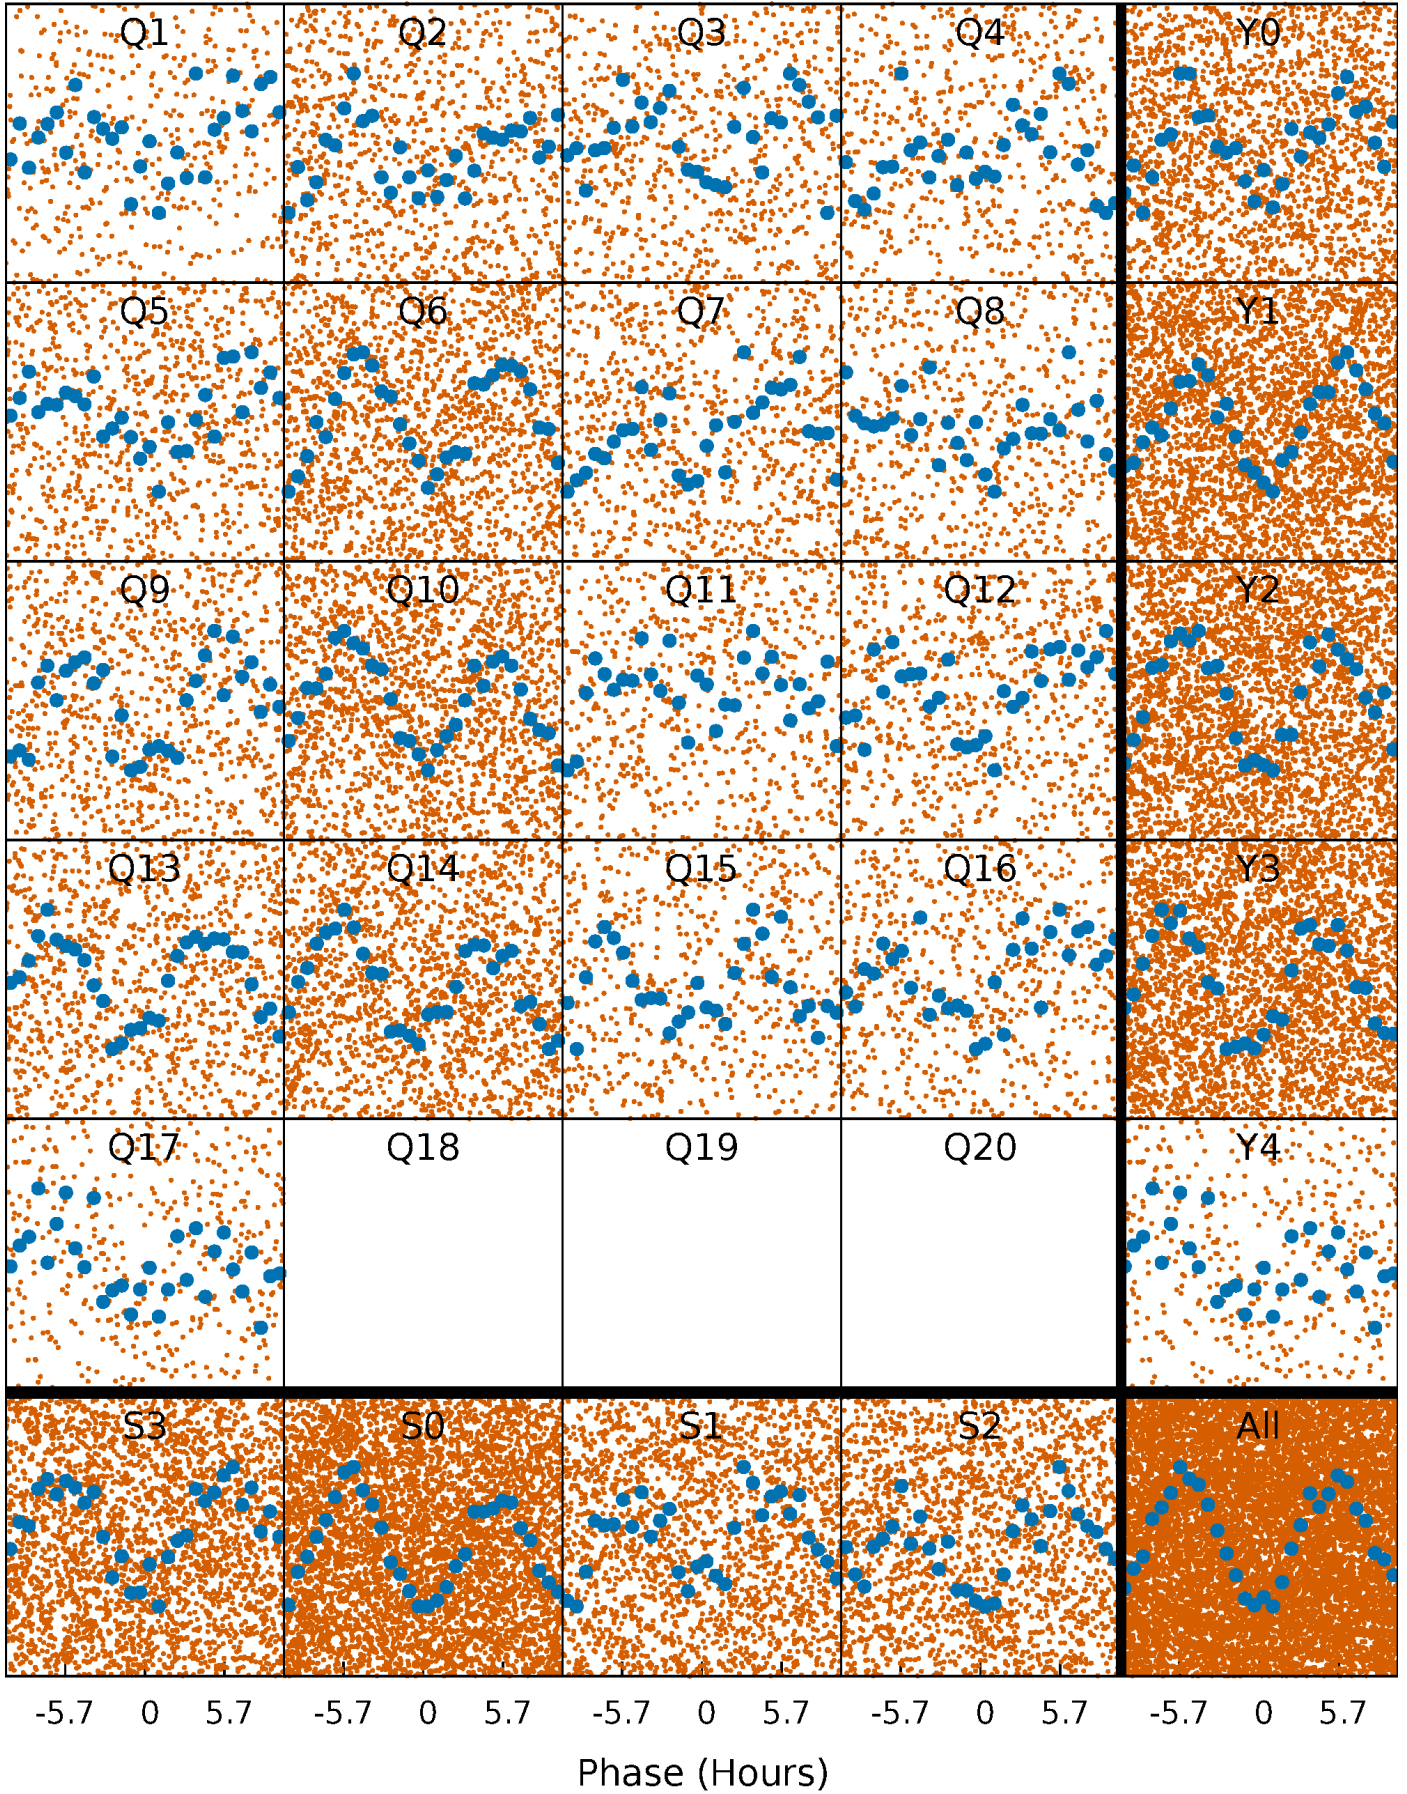 Q1 Q2 Q3 Q4 Y0
Q5 Q6 Q7 Q8 Y1
Q9 Q10 Q11 Q12 Y2
Q13 Q14 Q15 Q16 Y3
Q17 Q18 Q19 Q20 Y4
S3 S0 S1 S2 All
-5.7 0 5.7 -5.7 0 5.7 -5.7 0 5.7 -5.7 0 5.7 -5.7 0 5.7
Phase (Hours)